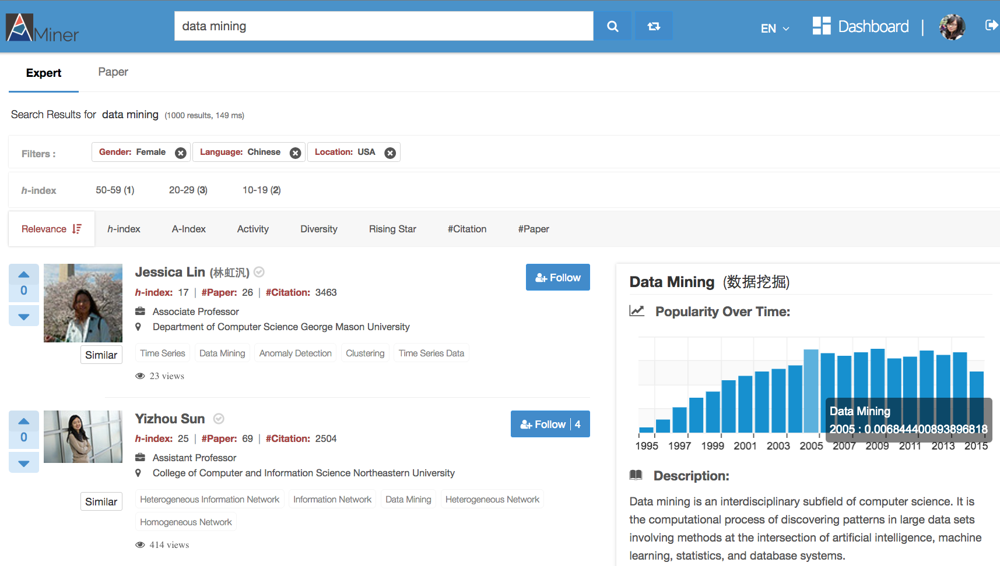 AMiner
data mining
EN
Dashboard |
Expert
Paper
Search Results for data mining (1000 results, 149 ms)
Filters :
Gender: Female
Language: Chinese
Location: USA
h-index
50-59 (1)
20-29 (3)
10-19 (2)
Relevance
h-index
A-Index
Activity
Diversity
Rising Star
#Citation
#Paper
0
Jessica Lin (林虹汎)
h-index: 17 | #Paper: 26 | #Citation: 3463
Associate Professor
Department of Computer Science George Mason University
Similar
Time Series
Data Mining
Anomaly Detection
Clustering
Time Series Data
23 views
Follow
0
Yizhou Sun
h-index: 25 | #Paper: 69 | #Citation: 2504
Assistant Professor
College of Computer and Information Science Northeastern University
Similar
Heterogeneous Information Network
Information Network
Data Mining
Heterogeneous Network
Homogeneous Network
414 views
Follow | 4
Data Mining (数据挖掘)
Popularity Over Time:
Data Mining
2005 : 0.006844400893896818
1995 1997 1999 2001 2003 2005 2007 2009 2011 2013 2015
Description:
Data mining is an interdisciplinary subfield of computer science. It is
the computational process of discovering patterns in large data sets
involving methods at the intersection of artificial intelligence, machine
learning, statistics, and database systems.